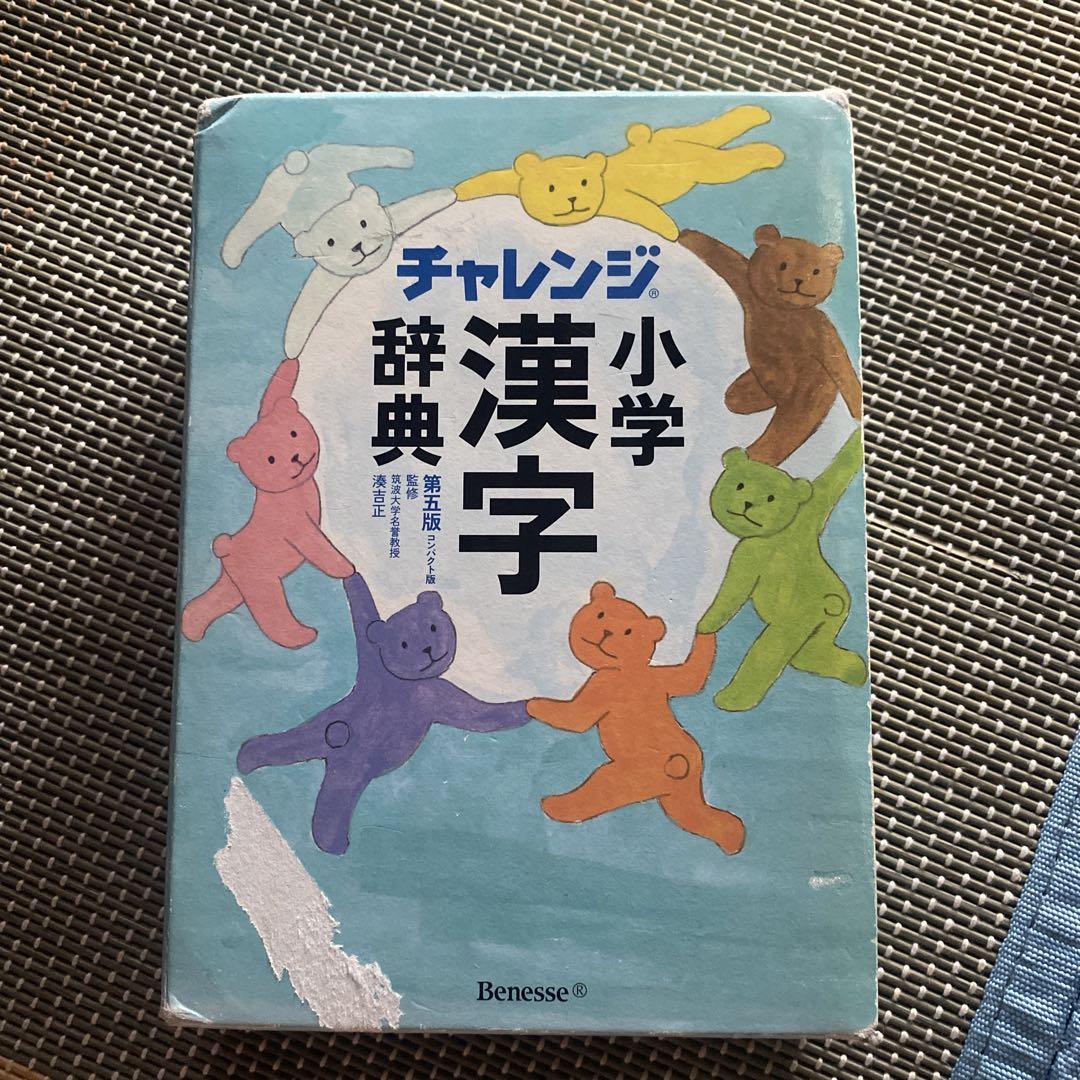 チャレンジ®
小学
漢字
辞典
第五版 コンパクト版
監修
筑波大学名誉教授
湊吉正
Benesse®